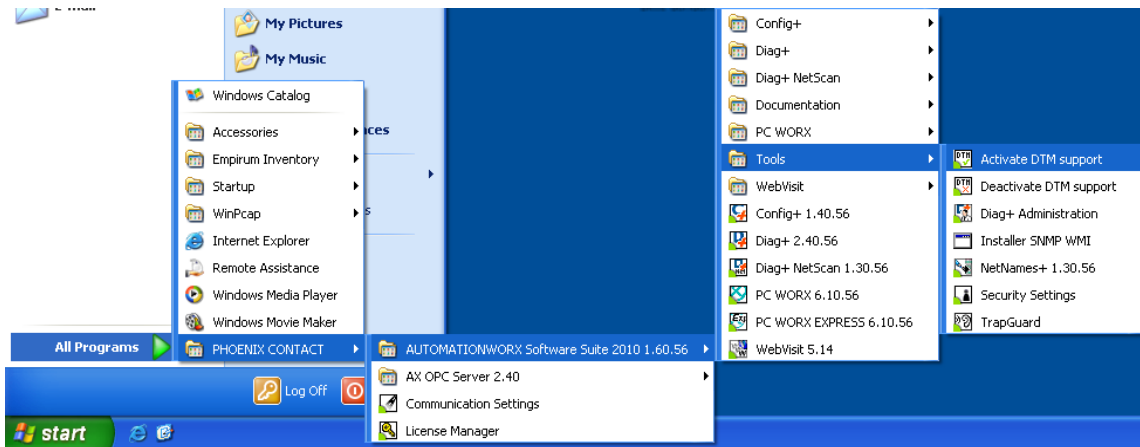 My Pictures
My Music
Windows Catalog
Accessories
Empirum Inventory
Startup
WinPcap
Internet Explorer
Remote Assistance
Windows Media Player
Windows Movie Maker
PHOENIX CONTACT
All Programs
Log Off
start
AUTOMATIONWORX Software Suite 2010 1.60.56
AX OPC Server 2.40
Communication Settings
License Manager
Config+
Diag+
Diag+ NetScan
Documentation
PC WORX
Tools
WebVisit
Config+ 1.40.56
Diag+ 2.40.56
Diag+ NetScan 1.30.56
PC WORX 6.10.56
PC WORX EXPRESS 6.10.56
WebVisit 5.14
Activate DTM support
Deactivate DTM support
Diag+ Administration
Installer SNMP WMI
NetNames+ 1.30.56
Security Settings
TrapGuard